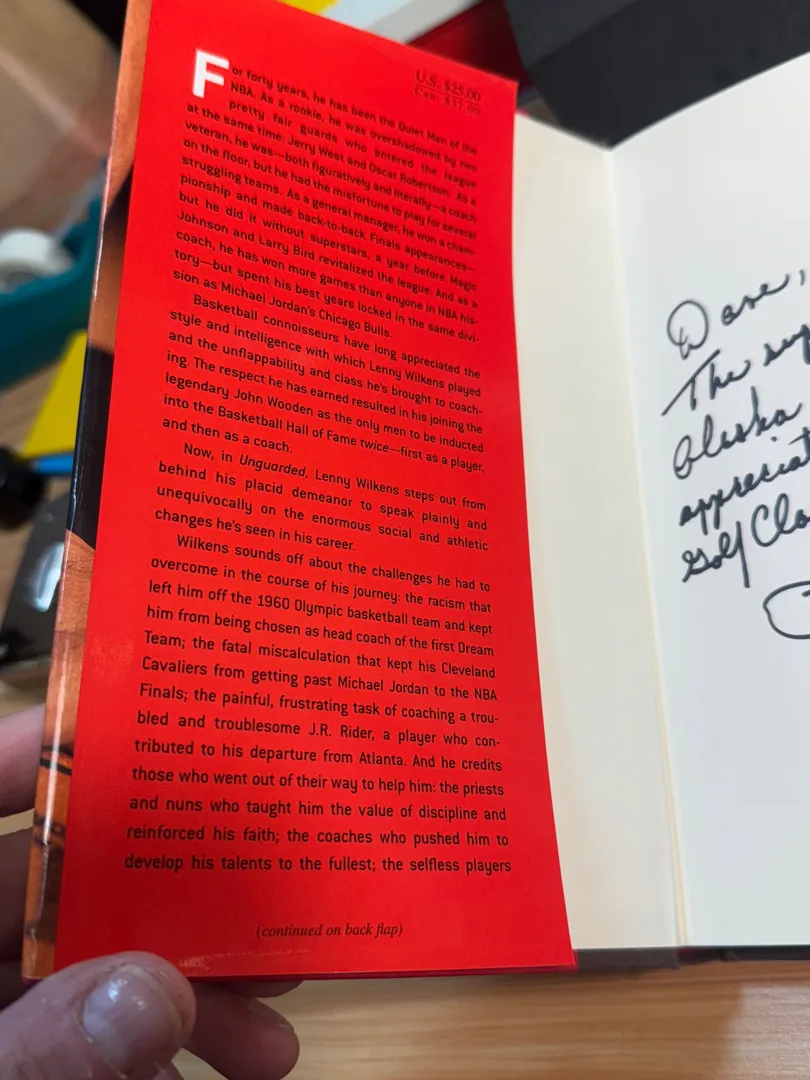 U.S. $25.00
Can. $37.00
For forty years, he has been the Quiet Man of the
NBA. As a rookie, he was overshadowed by two
pretty fair guards who entered the league
at the same time: Jerry West and Oscar Robertson. As a
veteran, he was—both figuratively and literally—a coach
on the floor, but he had the misfortune to play for several
struggling teams. As a general manager, he won a cham-
pionship and made back-to-back Finals appearances—
but he did it without superstars, a year before Magic
Johnson and Larry Bird revitalized the league. And as a
coach, he has won more games than anyone in NBA his-
tory—but spent his best years locked in the same divi-
sion as Michael Jordan's Chicago Bulls.
Basketball connoisseurs have long appreciated the
style and intelligence with which Lenny Wilkens played
and the unflappability and class he's brought to coach-
ing. The respect he has earned resulted in his joining the
legendary John Wooden as the only men to be inducted
into the Basketball Hall of Fame twice—first as a player,
and then as a coach.
Now, in Unguarded, Lenny Wilkens steps out from
behind his placid demeanor to speak plainly and
unequivocally on the enormous social and athletic
changes he's seen in his career.
Wilkens sounds off about the challenges he had to
overcome in the course of his journey: the racism that
left him off the 1960 Olympic basketball team and kept
him from being chosen as head coach of the first Dream
Team; the fatal miscalculation that kept his Cleveland
Cavaliers from getting past Michael Jordan to the NBA
Finals; the painful, frustrating task of coaching a trou-
bled and troublesome J.R. Rider, a player who con-
tributed to his departure from Atlanta. And he credits
those who went out of their way to help him: the priests
and nuns who taught him the value of discipline and
reinforced his faith; the coaches who pushed him to
develop his talents to the fullest; the selfless players
(continued on back flap)
Dave,
The
Alaska
Golf